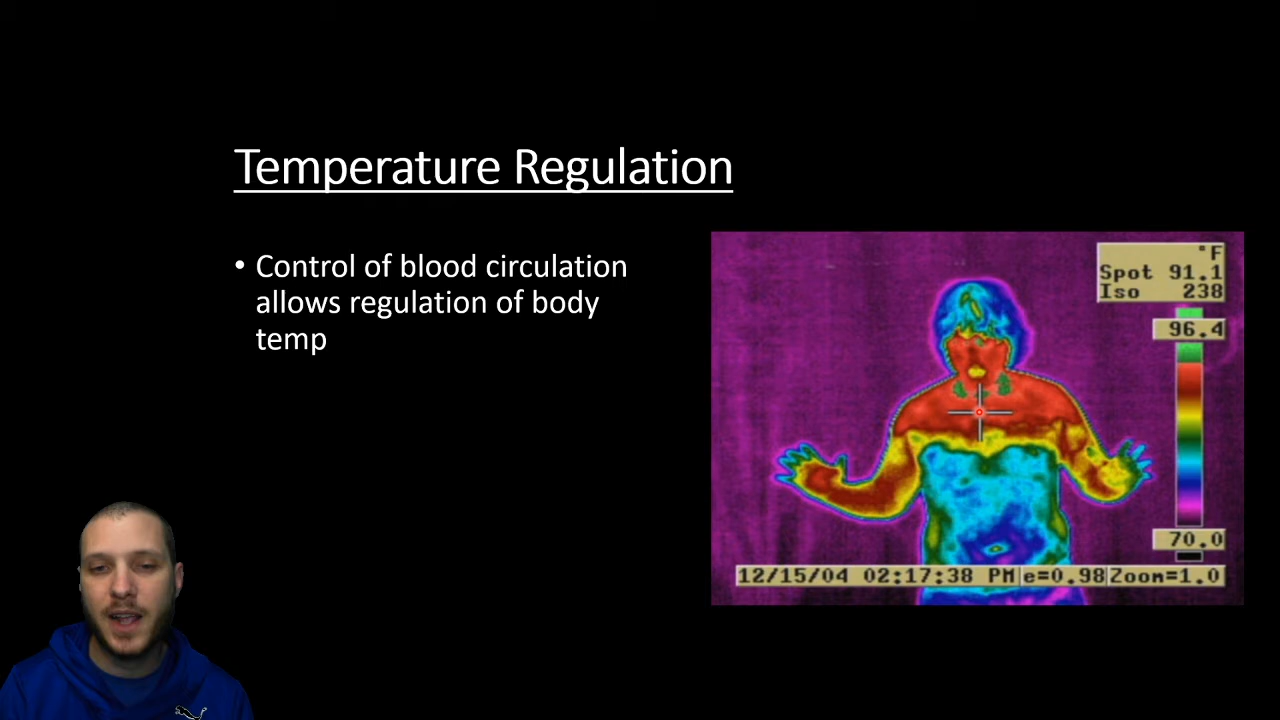 Temperature Regulation
• Control of blood circulation
allows regulation of body
temp
°F
Spot 91.1
Iso 238
96.4
70.0
12/15/04 02:17:38 PM e=0.98 Zoom=1.0